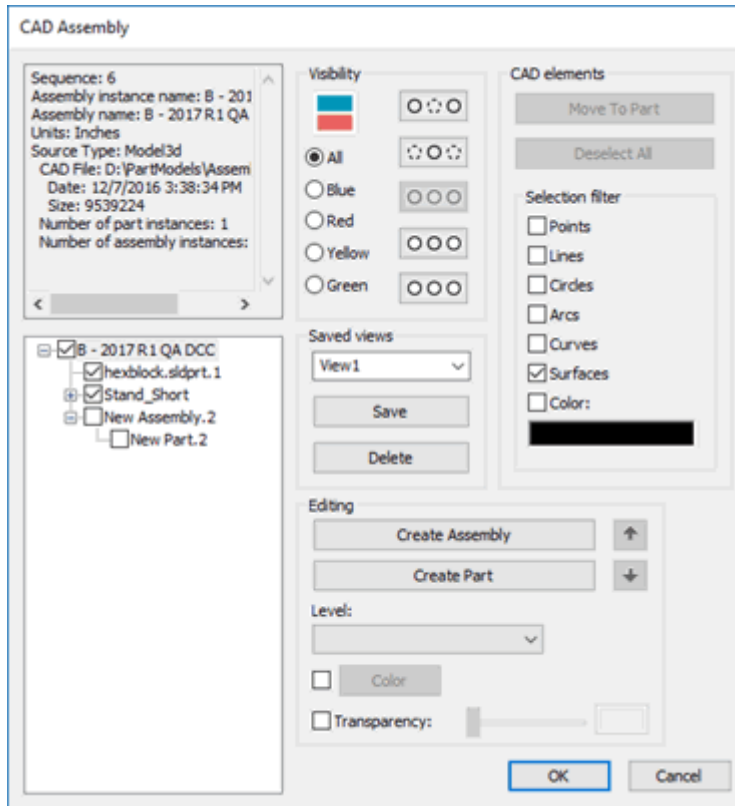 CAD Assembly
Sequence: 6
Assembly instance name: B - 201
Assembly name: B - 2017 R1 QA
Units: Inches
Source Type: Model3d
CAD File: D:\PartModels\Assem
Date: 12/7/2016 3:38:34 PM
Size: 9539224
Number of part instances: 1
Number of assembly instances:
B - 2017 R1 QA DCC
hexblock.sldprt.1
Stand_Short
New Assembly.2
New Part.2
Visibility
All
Blue
Red
Yellow
Green
Saved views
View1
Save
Delete
CAD elements
Move To Part
Deselect All
Selection filter
Points
Lines
Circles
Arcs
Curves
Surfaces
Color:
Editing
Create Assembly
Create Part
Level:
Color
Transparency:
OK
Cancel